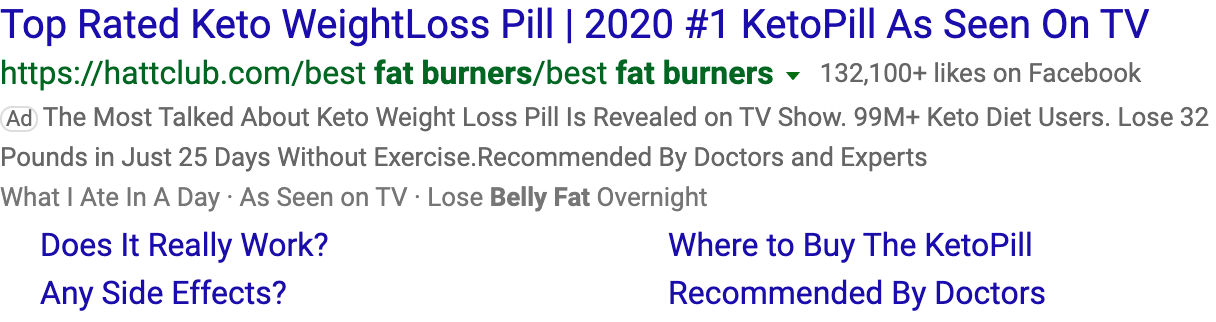 Top Rated Keto WeightLoss Pill | 2020 #1 KetoPill As Seen On TV
https://hattclub.com/best fat burners/best fat burners 132,100+ likes on Facebook
Ad The Most Talked About Keto Weight Loss Pill Is Revealed on TV Show. 99M+ Keto Diet Users. Lose 32
Pounds in Just 25 Days Without Exercise.Recommended By Doctors and Experts
What I Ate In A Day · As Seen on TV · Lose Belly Fat Overnight
Does It Really Work? Where to Buy The KetoPill
Any Side Effects? Recommended By Doctors